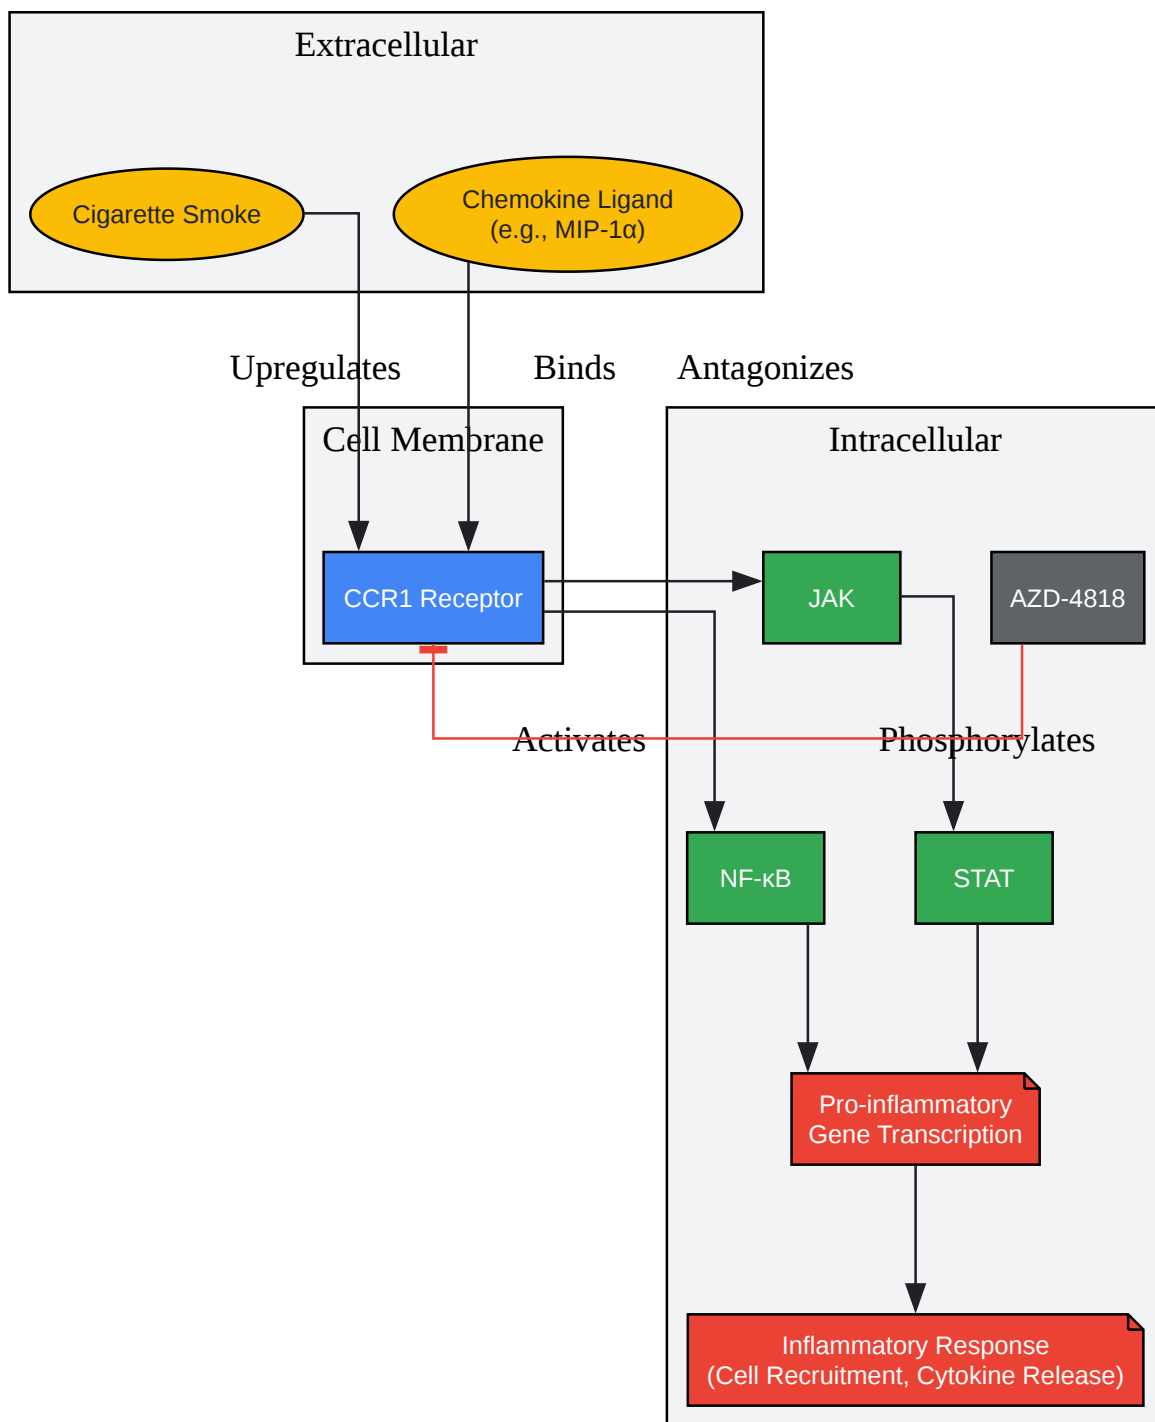 Extracellular
Cigarette Smoke
Chemokine Ligand
(e.g., MIP-1α)
Upregulates
Binds
Antagonizes
Cell Membrane
Intracellular
CCR1 Receptor
JAK
AZD-4818
Activates
Phosphorylates
NF-κB
STAT
Pro-inflammatory
Gene Transcription
Inflammatory Response
(Cell Recruitment, Cytokine Release)